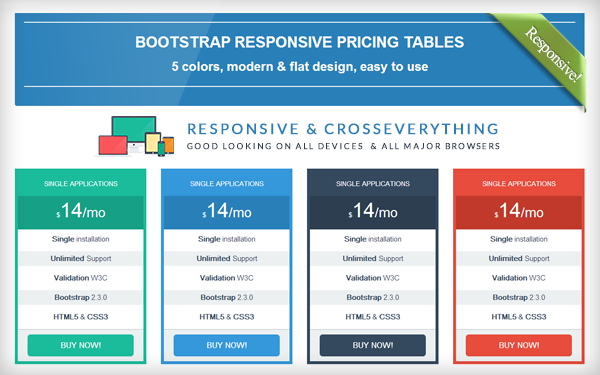 BOOTSTRAP RESPONSIVE PRICING TABLES
5 colors, modern & flat design, easy to use
Responsive!
RESPONSIVE & CROSSEVERYTHING
GOOD LOOKING ON ALL DEVICES & ALL MAJOR BROWSERS
SINGLE APPLICATIONS
$14/mo
Single installation
Unlimited Support
Validation W3C
Bootstrap 2.3.0
HTML5 & CSS3
BUY NOW!
SINGLE APPLICATIONS
$14/mo
Single installation
Unlimited Support
Validation W3C
Bootstrap 2.3.0
HTML5 & CSS3
BUY NOW!
SINGLE APPLICATIONS
$14/mo
Single installation
Unlimited Support
Validation W3C
Bootstrap 2.3.0
HTML5 & CSS3
BUY NOW!
SINGLE APPLICATIONS
$14/mo
Single installation
Unlimited Support
Validation W3C
Bootstrap 2.3.0
HTML5 & CSS3
BUY NOW!